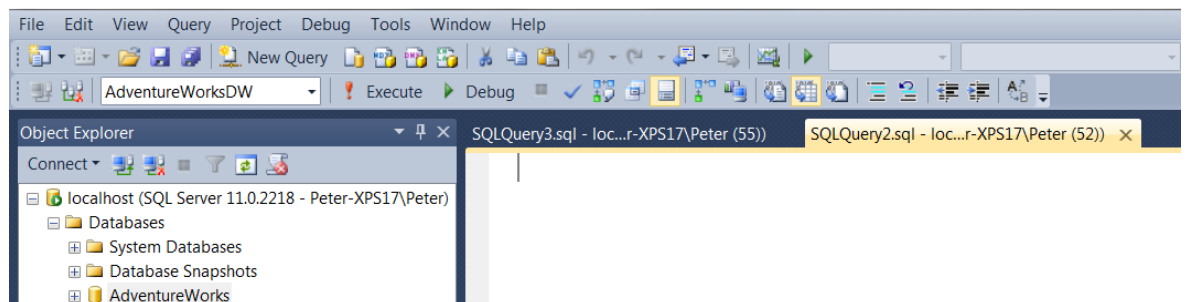 File Edit View Query Project Debug Tools Window Help
New Query
AdventureWorksDW Execute Debug
Object Explorer
SQLQuery3.sql - loc...r-XPS17\Peter (55)) SQLQuery2.sql - loc...r-XPS17\Peter (52))
Connect
localhost (SQL Server 11.0.2218 - Peter-XPS17\Peter)
Databases
System Databases
Database Snapshots
AdventureWorks